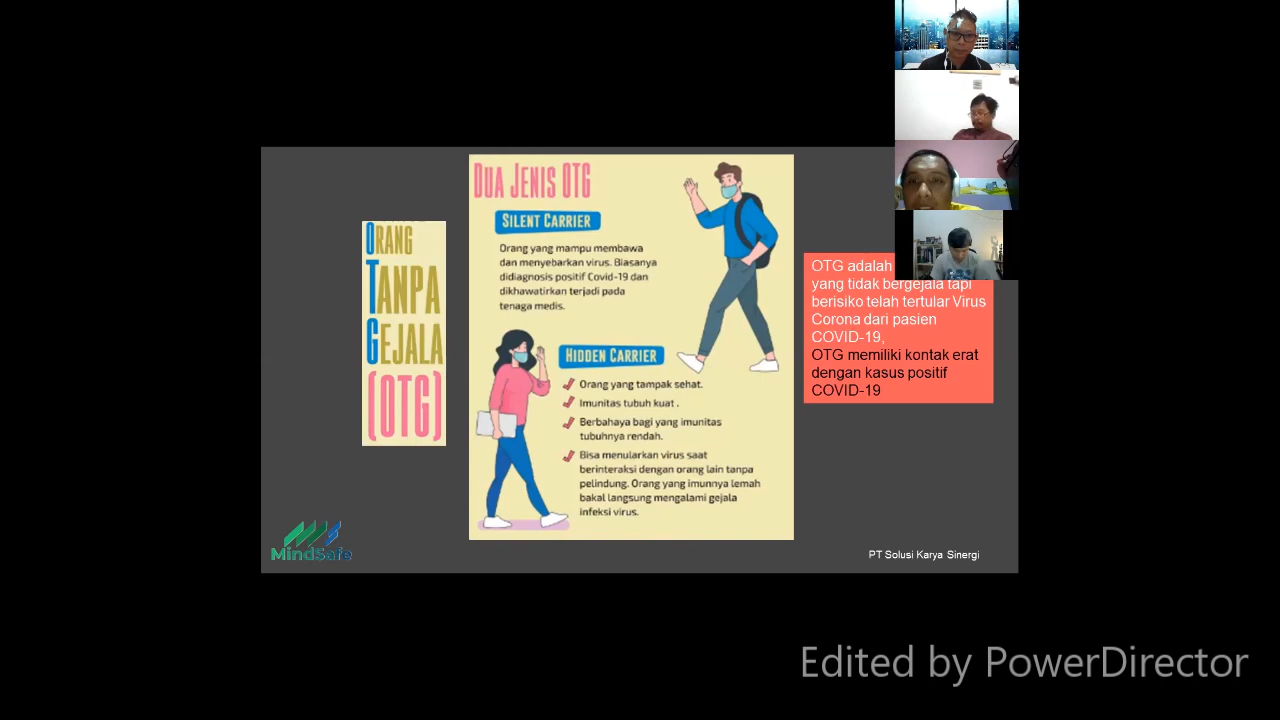 ORANG
TANPA
GEJALA
(OTG)
DUA JENIS OTG
SILENT CARRIER
Orang yang mampu membawa
dan menyebarkan virus. Biasanya
didiagnosis positif Covid-19 dan
dikhawatirkan terjadi pada
tenaga medis.
HIDDEN CARRIER
Orang yang tampak sehat.
Imunitas tubuh kuat .
Berbahaya bagi yang imunitas
tubuhnya rendah.
Bisa menularkan virus saat
berinteraksi dengan orang lain tanpa
pelindung. Orang yang imunnya lemah
bakal langsung mengalami gejala
infeksi virus.
OTG adalah
yang tidak bergejala tapi
berisiko telah tertular Virus
Corona dari pasien
COVID-19,
OTG memiliki kontak erat
dengan kasus positif
COVID-19
MindSafe
PT Solusi Karya Sinergi
Edited by PowerDirector